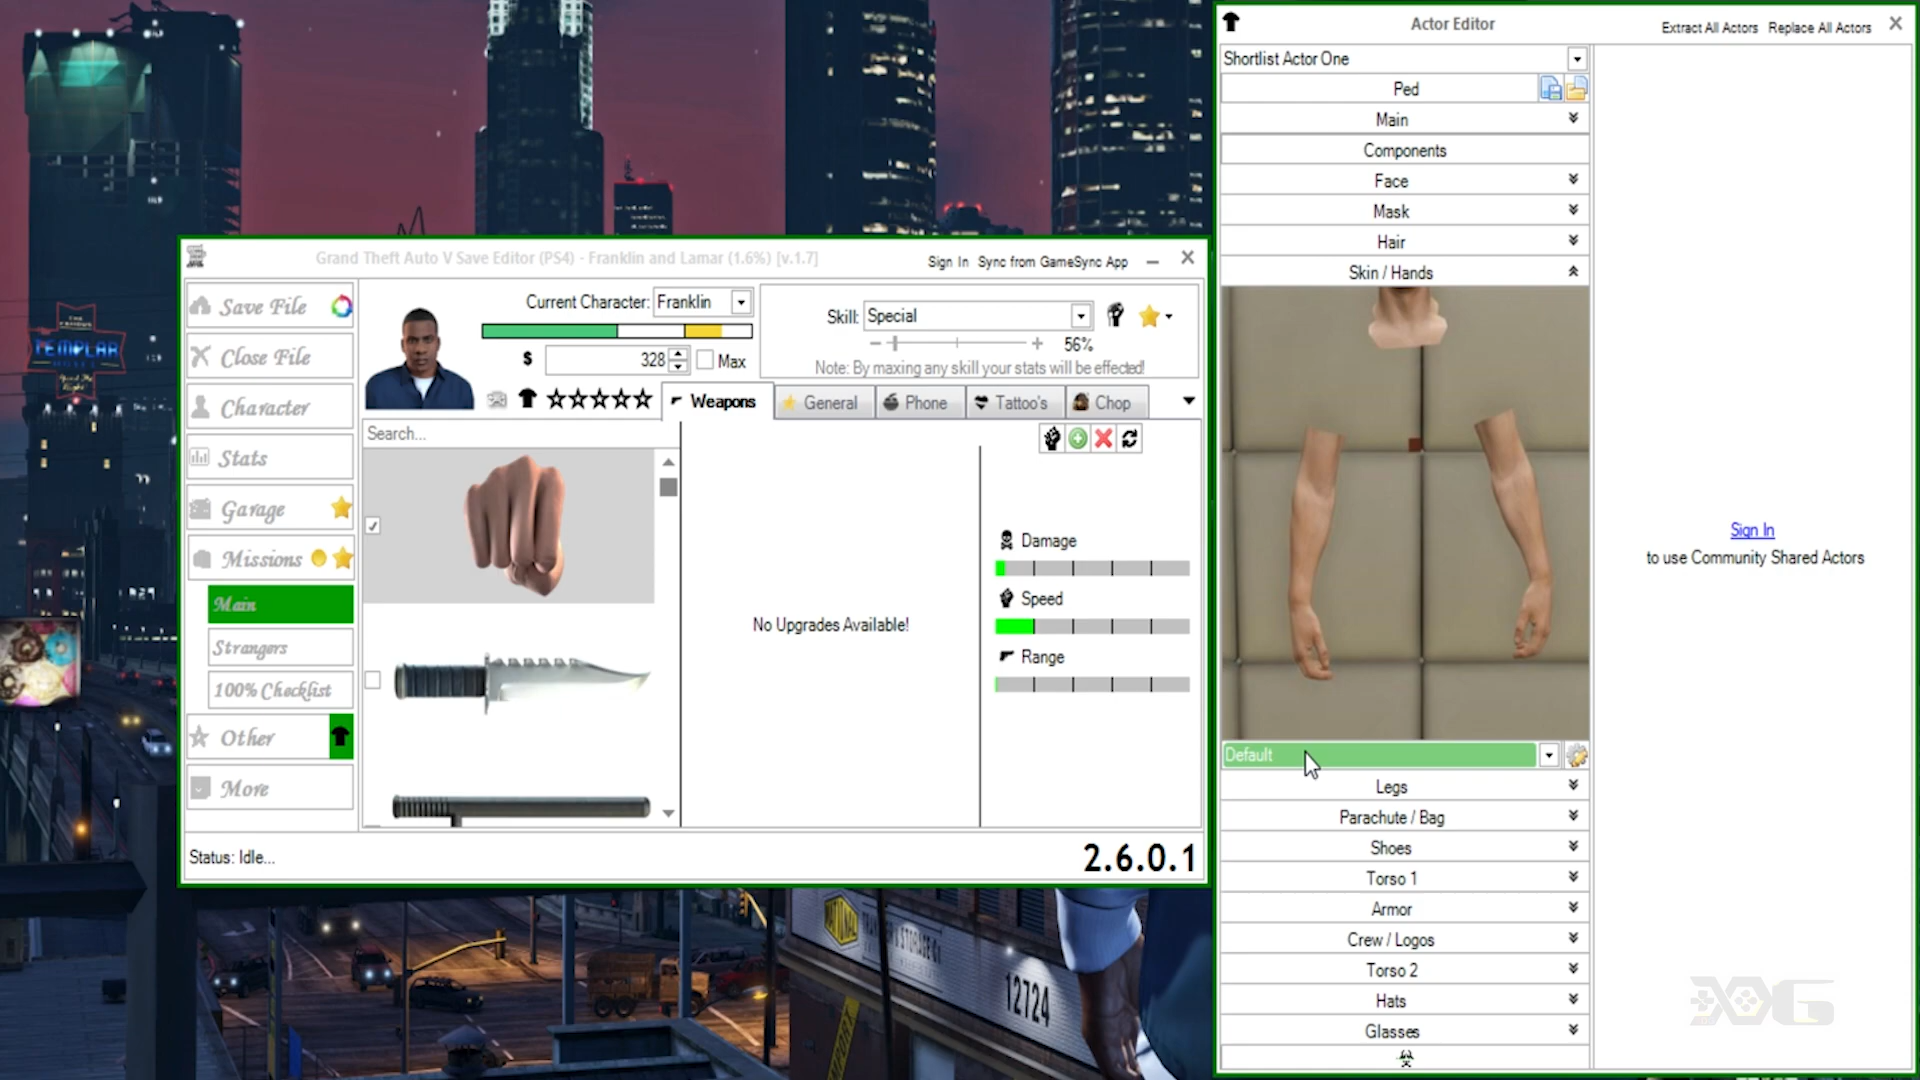 Grand Theft Auto V Save Editor (PS4) - Franklin and Lamar (1.6%) [v.1.7]
Sign In Sync from GameSync App
Save File
Close File
Character
Stats
Garage
Missions
Main
Strangers
100% Checklist
Other
More
Current Character: Franklin
$ 328 Max
Skill: Special
56%
Note: By maxing any skill your stats will be effected!
Weapons General Phone Tattoo's Chop
Search...
No Upgrades Available!
Damage
Speed
Range
Status: Idle...
2.6.0.1
Actor Editor
Extract All Actors Replace All Actors
Shortlist Actor One
Ped
Main
Components
Face
Mask
Hair
Skin / Hands
Default
Legs
Parachute / Bag
Shoes
Torso 1
Armor
Crew / Logos
Torso 2
Hats
Glasses
Sign In
to use Community Shared Actors
TEMPLAR
NATIONAL
12724